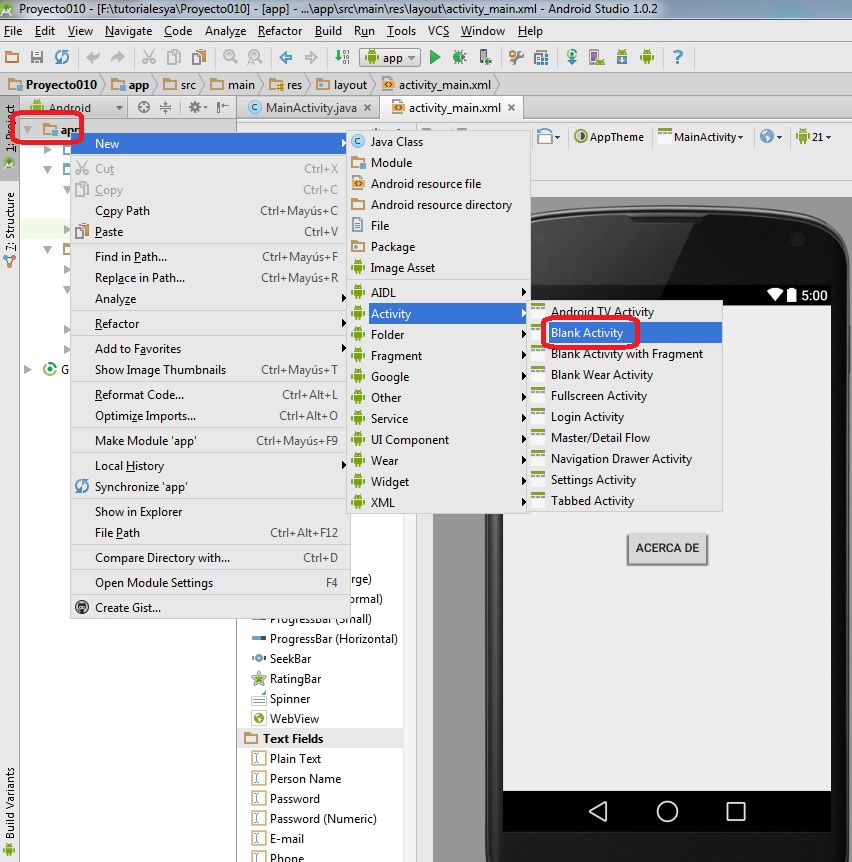 Proyecto010 - [F:\tutorialesya\Proyecto010] - [app] - ...\app\src\main\res\layout\activity_main.xml - Android Studio 1.0.2
File Edit View Navigate Code Analyze Refactor Build Run Tools VCS Window Help
app
Proyecto010 app src main res layout activity_main.xml
Android MainActivity.java activity_main.xml
1: Project
7: Structure
Build Variants
app
AppTheme MainActivity 21
New
Cut Ctrl+X
Copy
Copy Path Ctrl+Mayús+C
Paste Ctrl+V
Find in Path... Ctrl+Mayús+F
Replace in Path... Ctrl+Mayús+R
Analyze
Refactor
Add to Favorites
Show Image Thumbnails Ctrl+Mayús+T
Reformat Code... Ctrl+Alt+L
Optimize Imports... Ctrl+Alt+O
Make Module 'app' Ctrl+Mayús+F9
Local History
Synchronize 'app'
Show in Explorer
File Path Ctrl+Alt+F12
Compare Directory with... Ctrl+D
Open Module Settings F4
Create Gist...
Java Class
Module
Android resource file
Android resource directory
File
Package
Image Asset
AIDL
Activity
Folder
Fragment
Google
Other
Service
UI Component
Wear
Widget
XML
Android TV Activity
Blank Activity
Blank Activity with Fragment
Blank Wear Activity
Fullscreen Activity
Login Activity
Master/Detail Flow
Navigation Drawer Activity
Settings Activity
Tabbed Activity
5:00
ACERCA DE
ProgressBar (Small)
ProgressBar (Horizontal)
SeekBar
RatingBar
Spinner
WebView
Text Fields
Plain Text
Person Name
Password
Password (Numeric)
E-mail
Phone